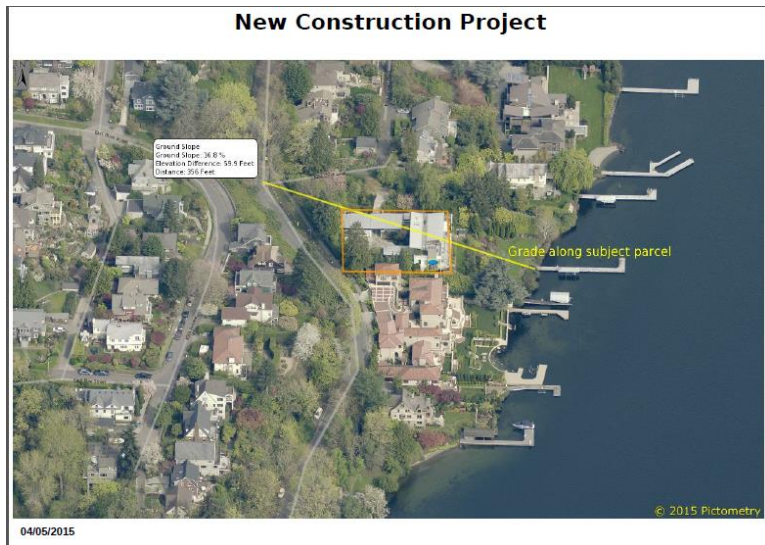 New Construction Project
Ground Slope
Ground Slope: 16.8 %
Elevation Difference: 59.9 Feet
Distance: 356 Feet
Grade along subject parcel
© 2015 Pictometry
04/05/2015